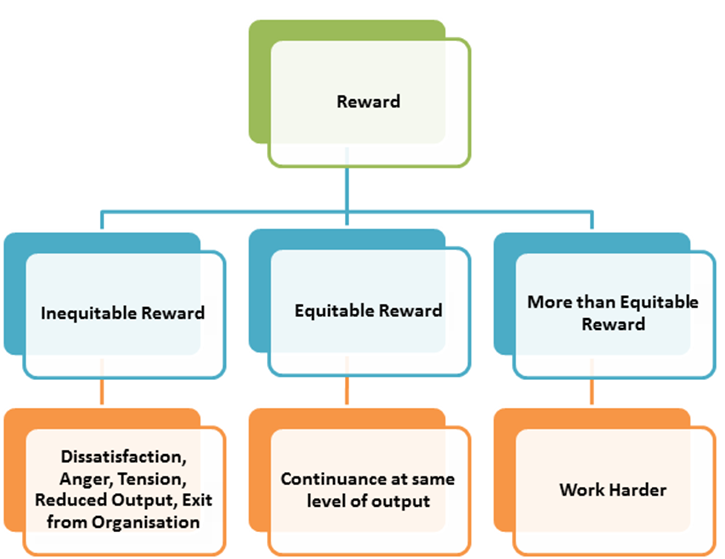 Reward
Inequitable Reward
Equitable Reward
More than Equitable
Reward
Dissatisfaction,
Anger, Tension,
Reduced Output, Exit
from Organisation
Continuance at same
level of output
Work Harder